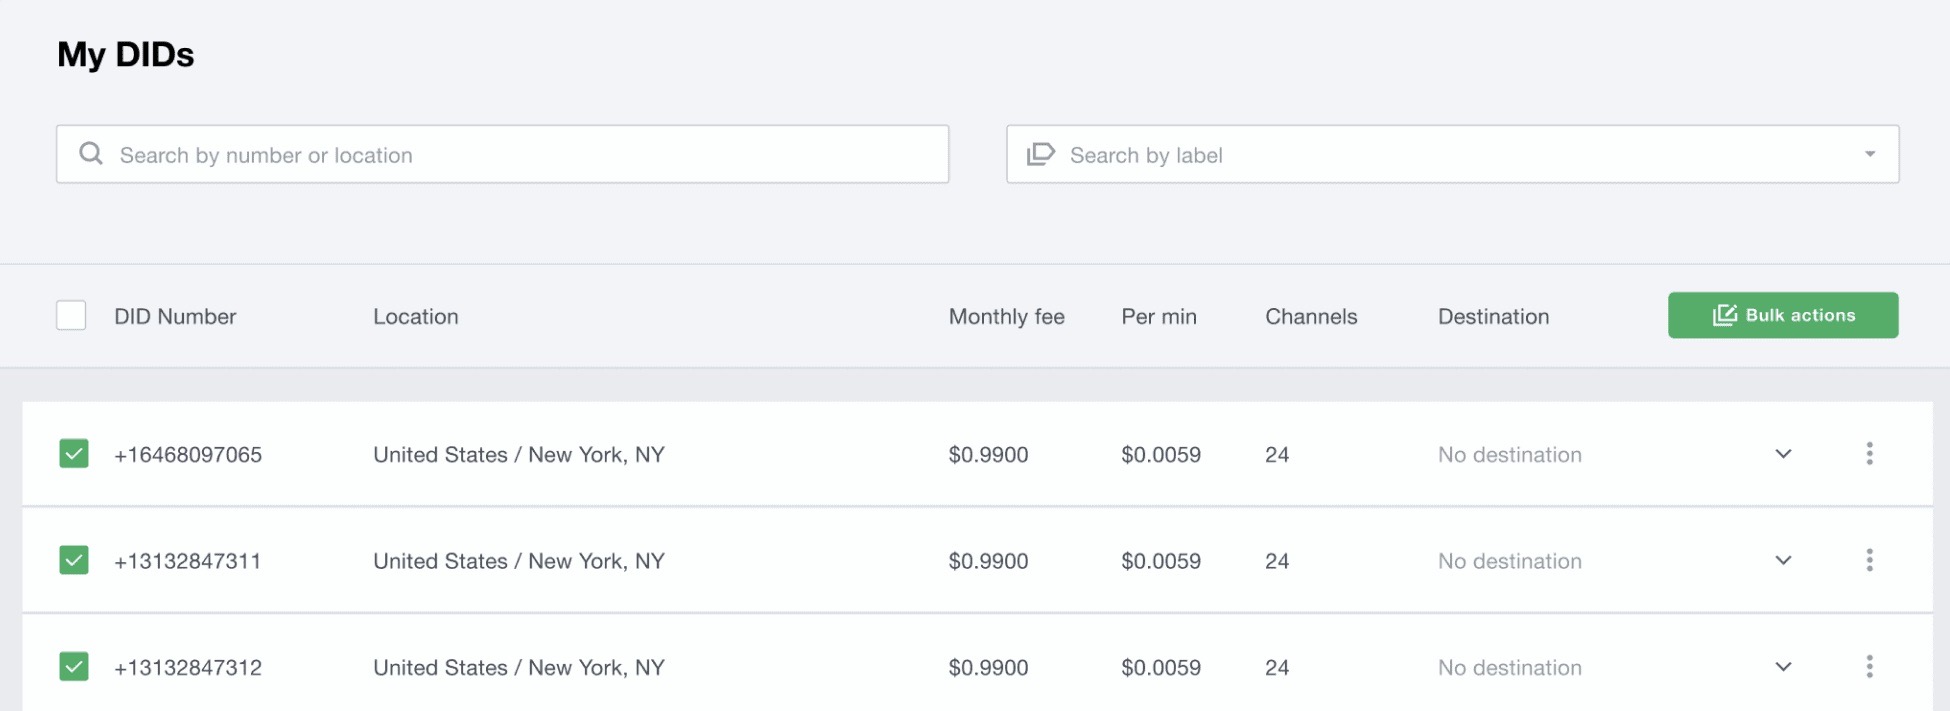 My DIDs
Search by number or location Search by label
DID Number Location Monthly fee Per min Channels Destination Bulk actions
+16468097065 United States / New York, NY $0.9900 $0.0059 24 No destination
+13132847311 United States / New York, NY $0.9900 $0.0059 24 No destination
+13132847312 United States / New York, NY $0.9900 $0.0059 24 No destination